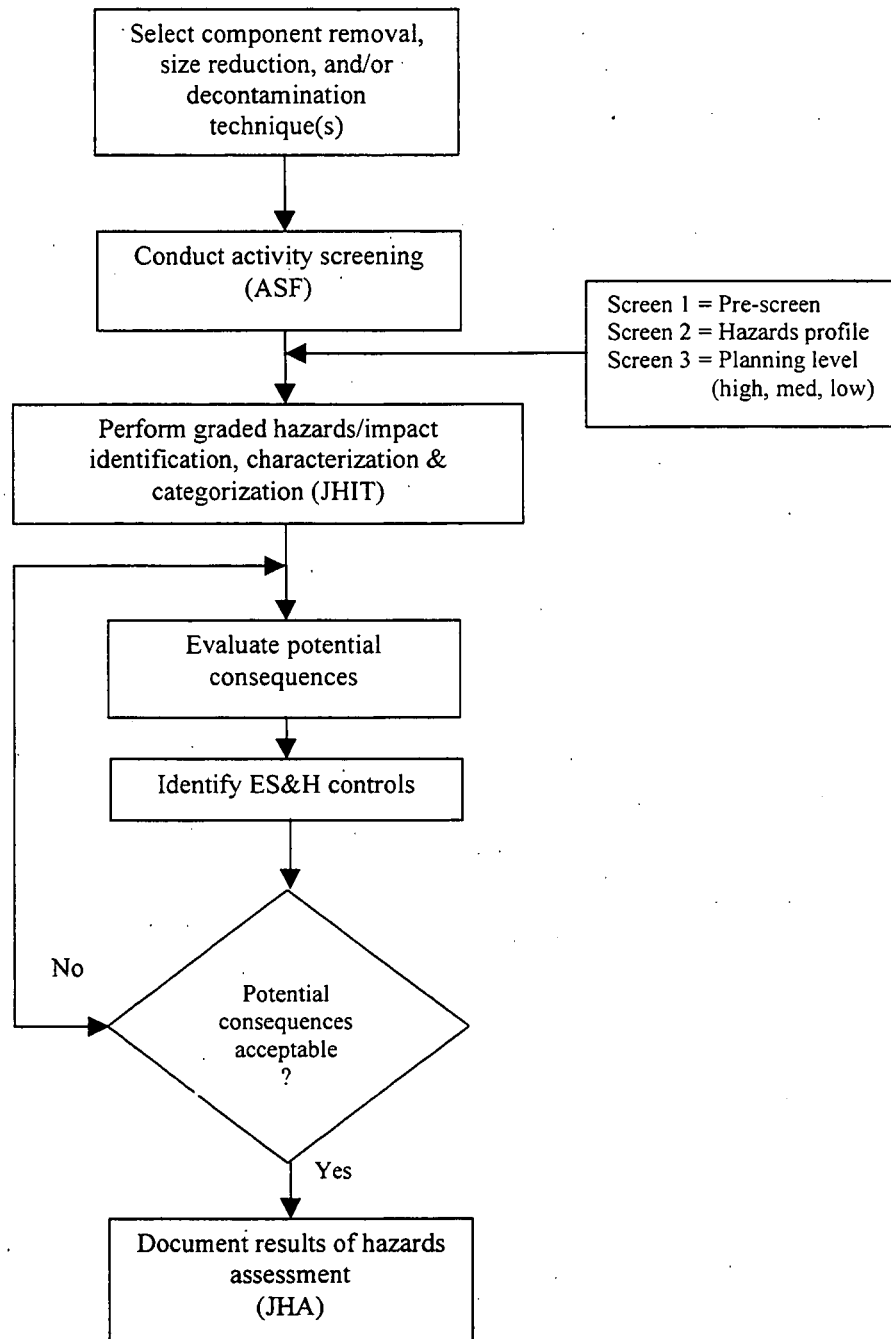 Select component removal,
size reduction, and/or
decontamination
technique(s)
Conduct activity screening
(ASF)
Screen 1 = Pre-screen
Screen 2 = Hazards profile
Screen 3 = Planning level
(high, med, low)
Perform graded hazards/impact
identification, characterization &
categorization (JHIT)
Evaluate potential
consequences
Identify ES&H controls
No
Potential
consequences
acceptable
?
Yes
Document results of hazards
assessment
(JHA)